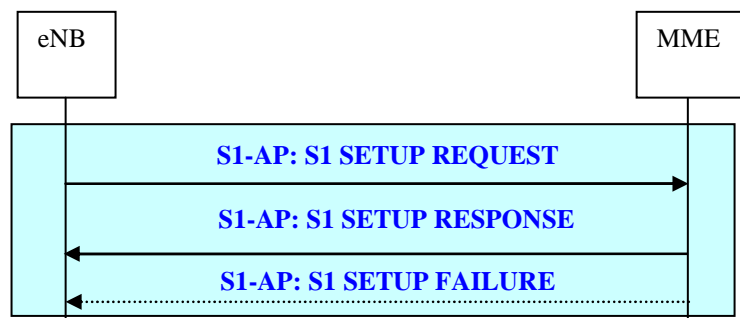 eNB
MME
S1-AP: S1 SETUP REQUEST
S1-AP: S1 SETUP RESPONSE
S1-AP: S1 SETUP FAILURE